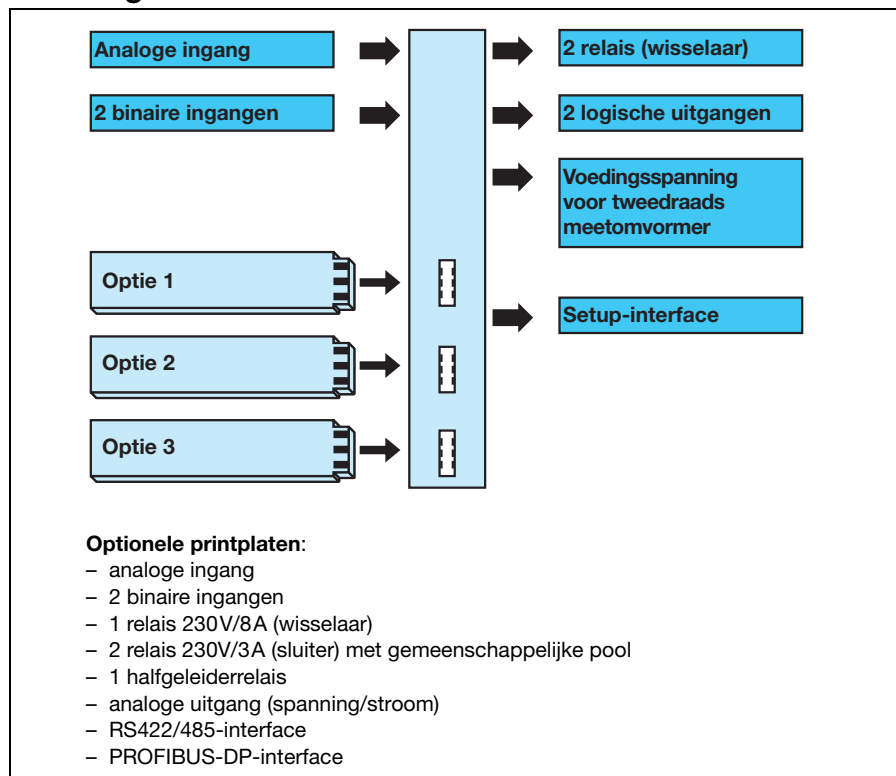 Analoge ingang
2 binaire ingangen
2 relais (wisselaar)
2 logische uitgangen
Voedingsspanning
voor tweedraads
meetomvormer
Setup-interface
Optie 1
Optie 2
Optie 3
Optionele printplaten:
– analoge ingang
– 2 binaire ingangen
– 1 relais 230V/8A (wisselaar)
– 2 relais 230V/3A (sluiter) met gemeenschappelijke pool
– 1 halfgeleiderrelais
– analoge uitgang (spanning/stroom)
– RS422/485-interface
– PROFIBUS-DP-interface